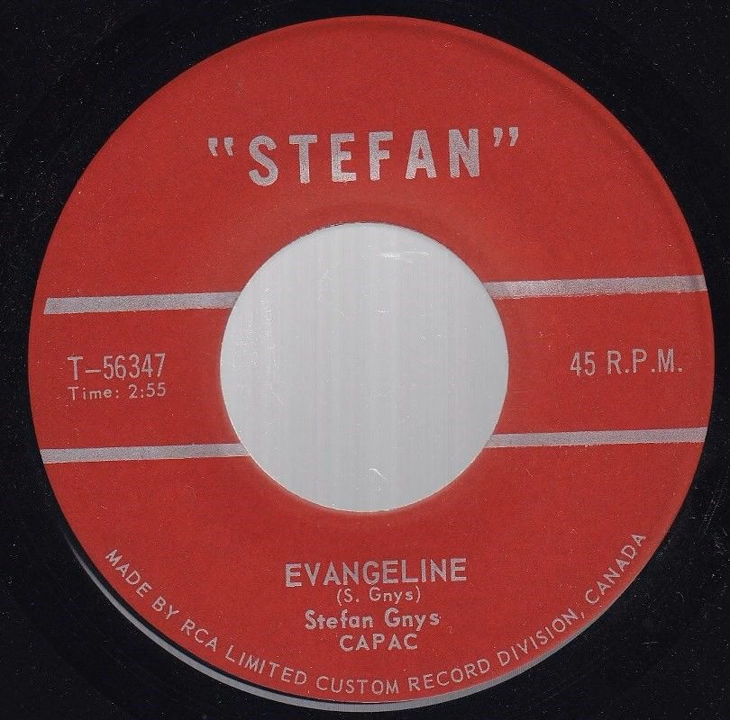 "STEFAN"
T-56347
Time: 2:55
45 R.P.M.
EVANGELINE
(S. Gnys)
Stefan Gnys
CAPAC
MADE BY RCA LIMITED CUSTOM RECORD DIVISION, CANADA